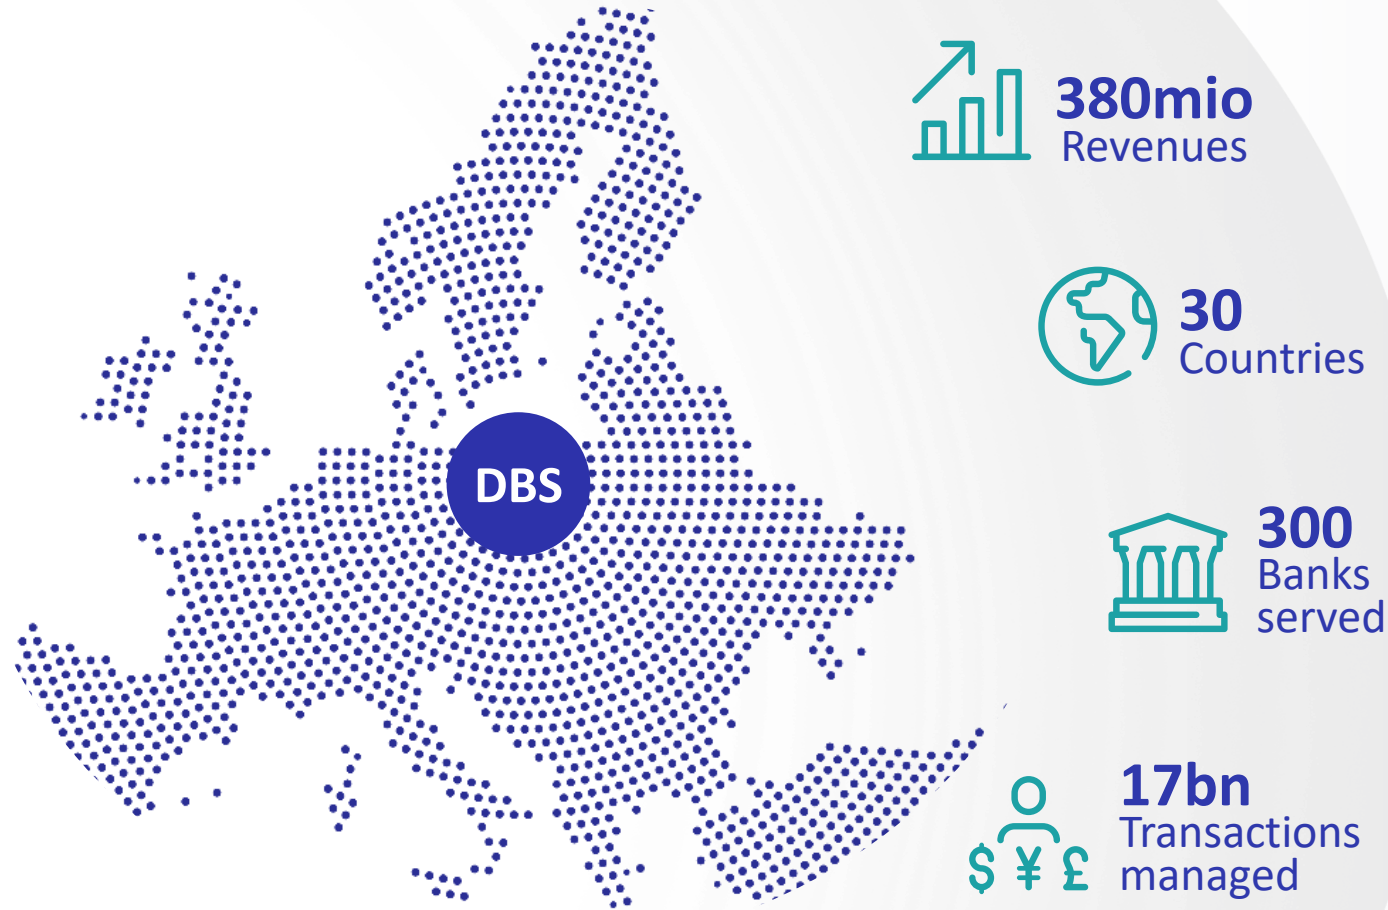 380mio
Revenues
30
Countries
DBS
300
Banks
served
17bn
Transactions
managed
$ ¥ £